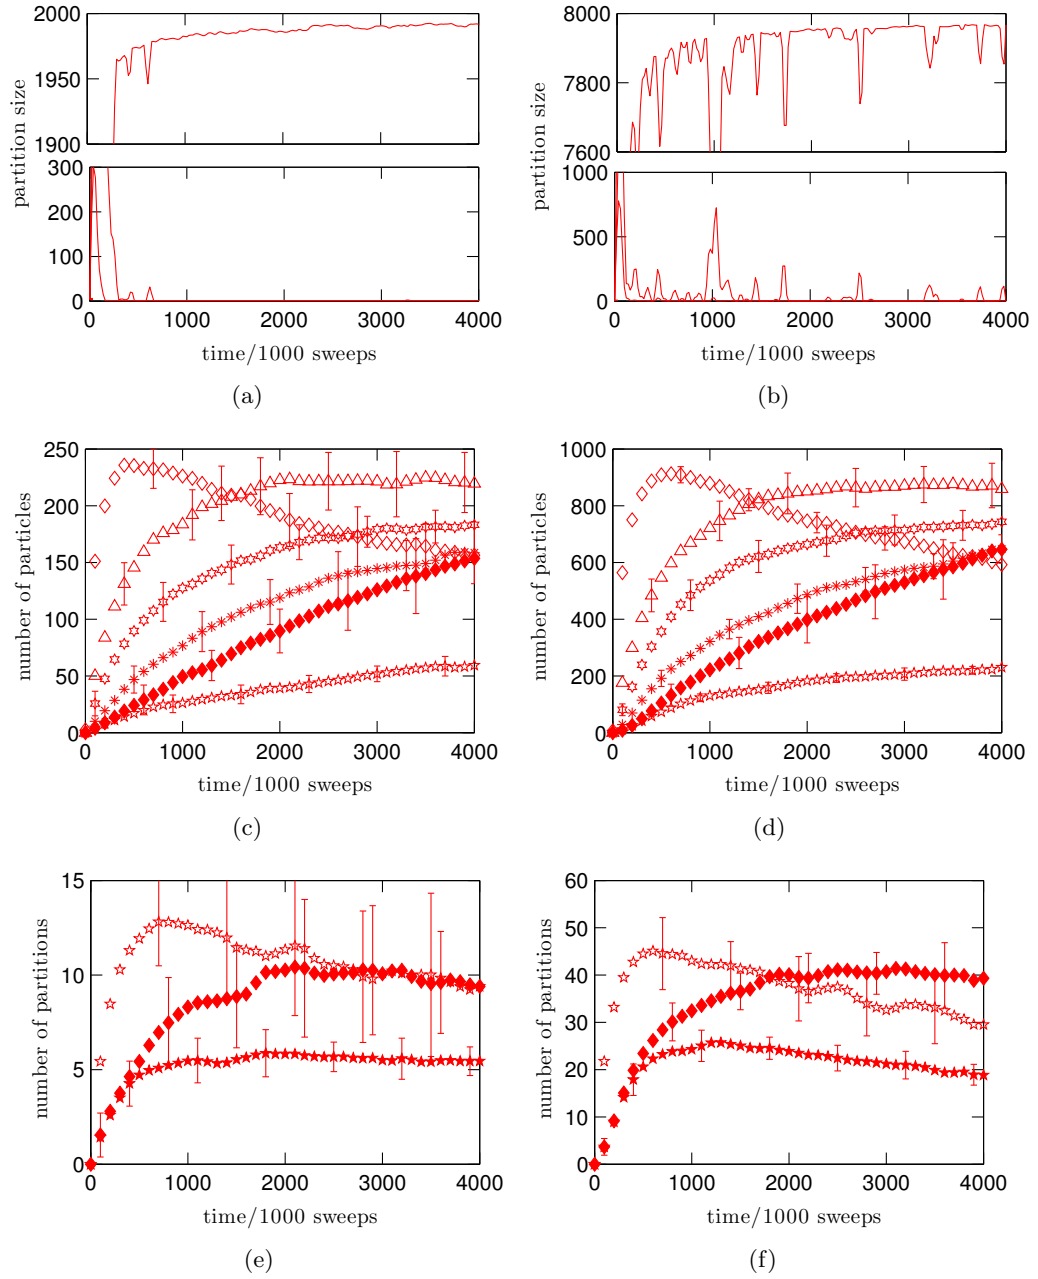 2000
1950
1900
300
200
100
0
partition size
0 1000 2000 3000 4000
time/1000 sweeps
(a)
8000
7800
7600
1000
500
0
partition size
0 1000 2000 3000 4000
time/1000 sweeps
(b)
250
200
150
100
50
0
number of particles
0 1000 2000 3000 4000
time/1000 sweeps
(c)
1000
800
600
400
200
0
number of particles
0 1000 2000 3000 4000
time/1000 sweeps
(d)
15
10
5
0
number of partitions
0 1000 2000 3000 4000
time/1000 sweeps
(e)
60
50
40
30
20
10
0
number of partitions
0 1000 2000 3000 4000
time/1000 sweeps
(f)